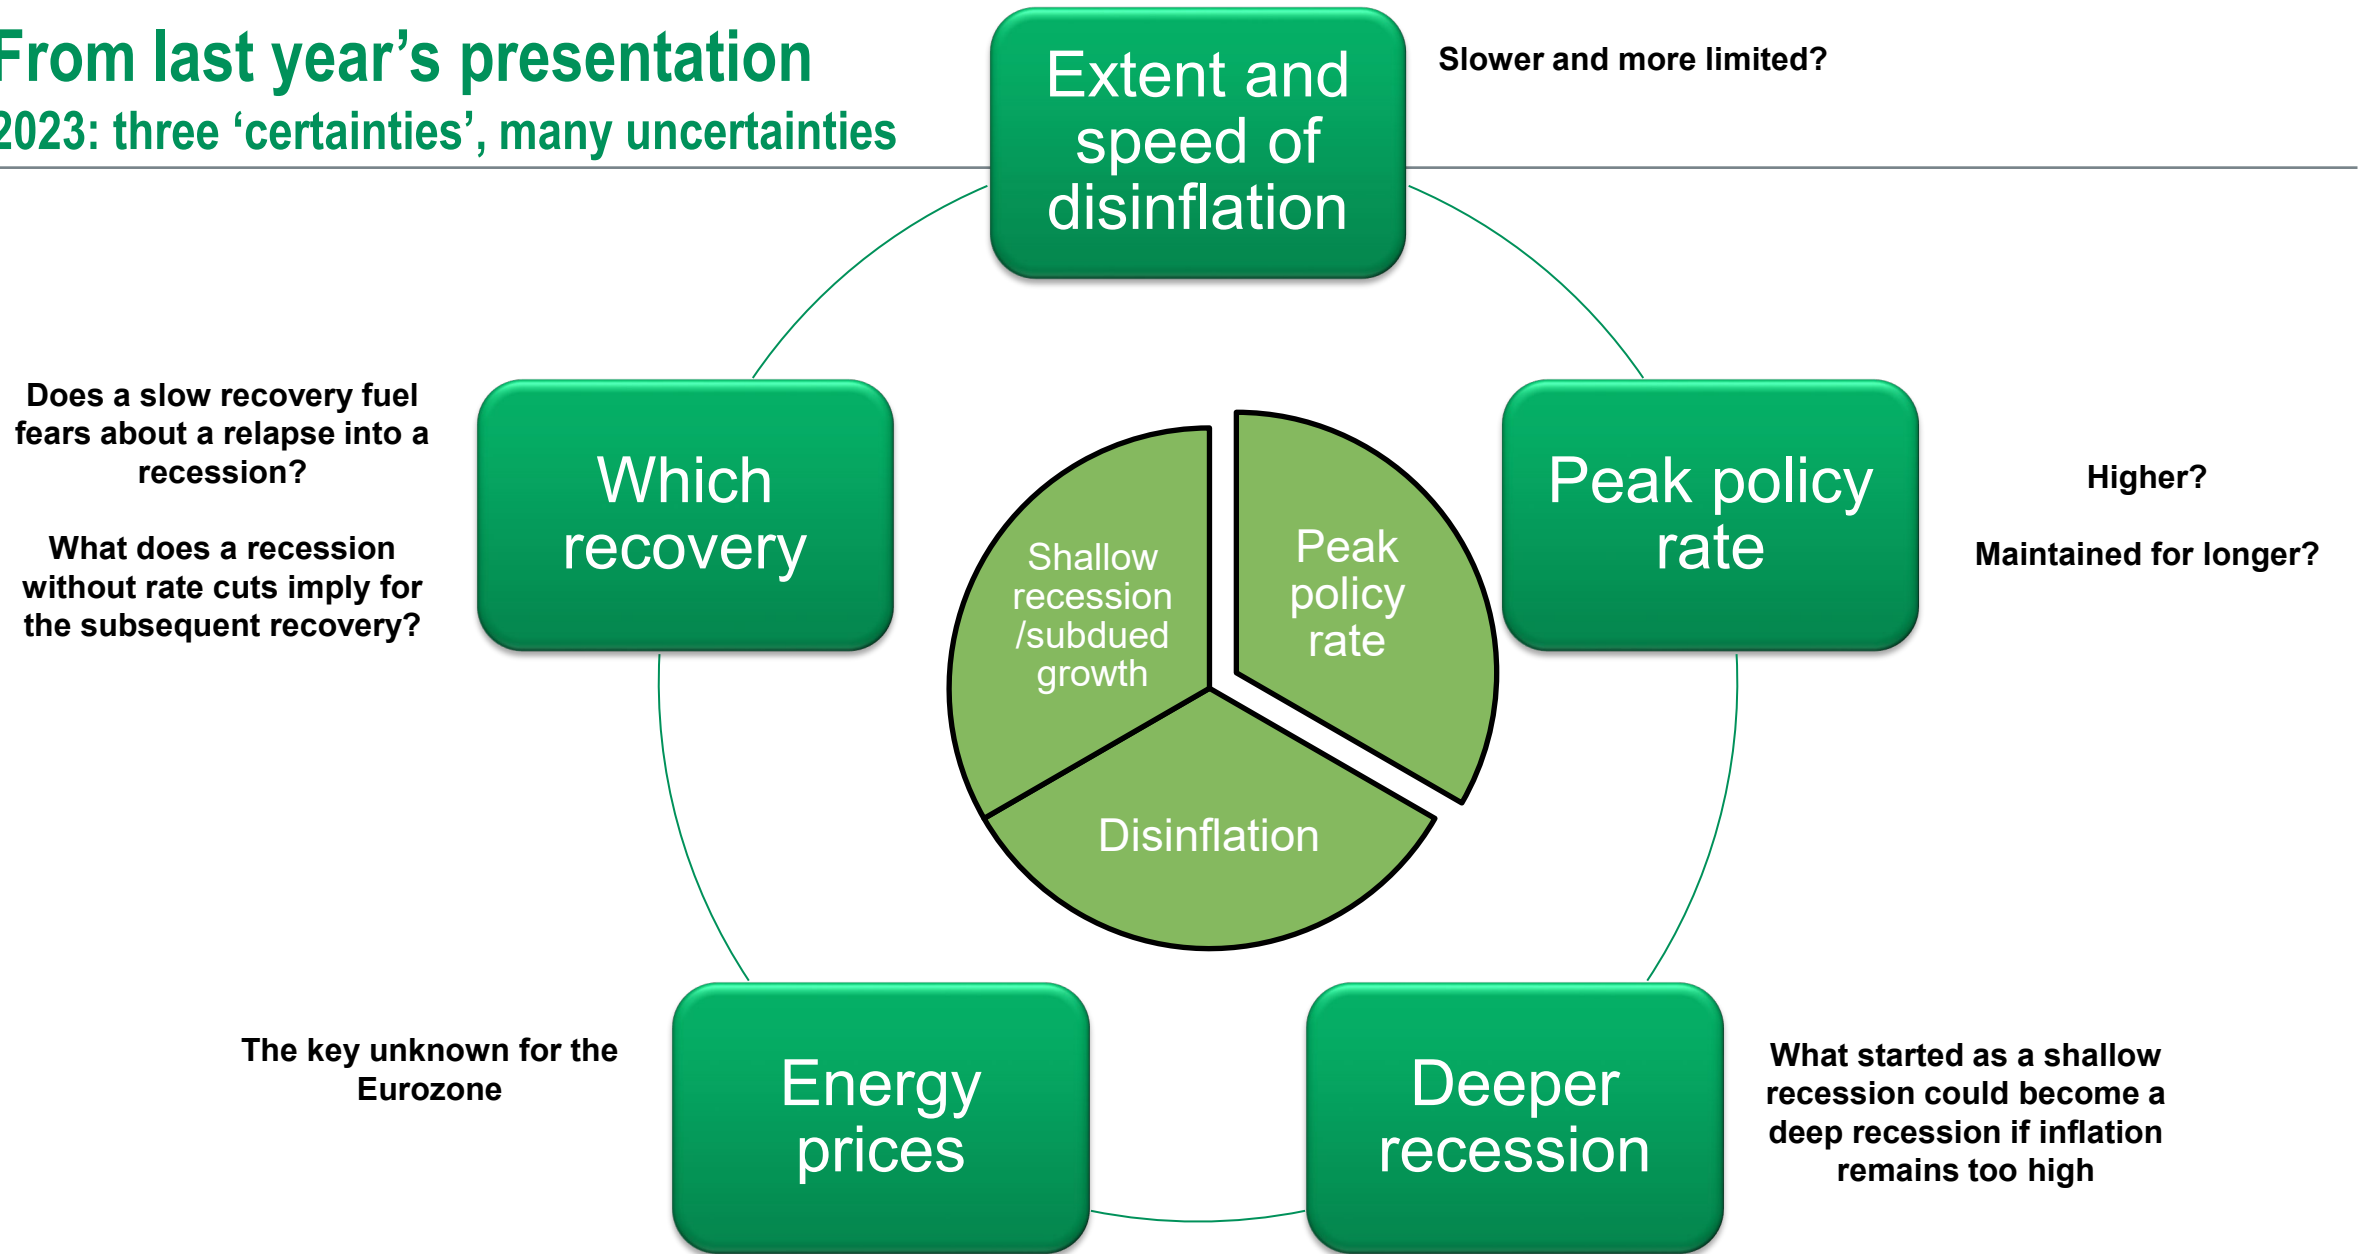 From last year’s presentation
2023: three ‘certainties’, many uncertainties
Extent and
speed of
disinflation
Slower and more limited?
Peak policy
rate
Higher?
Maintained for longer?
Deeper
recession
What started as a shallow
recession could become a
deep recession if inflation
remains too high
Energy
prices
The key unknown for the
Eurozone
Which
recovery
Does a slow recovery fuel
fears about a relapse into a
recession?
What does a recession
without rate cuts imply for
the subsequent recovery?
Shallow
recession
/subdued
growth
Peak
policy
rate
Disinflation